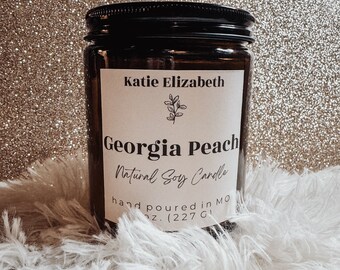 Katie Elizabeth
Georgia Peach
Natural Soy Candle
hand poured in MO
oz. (227 G)